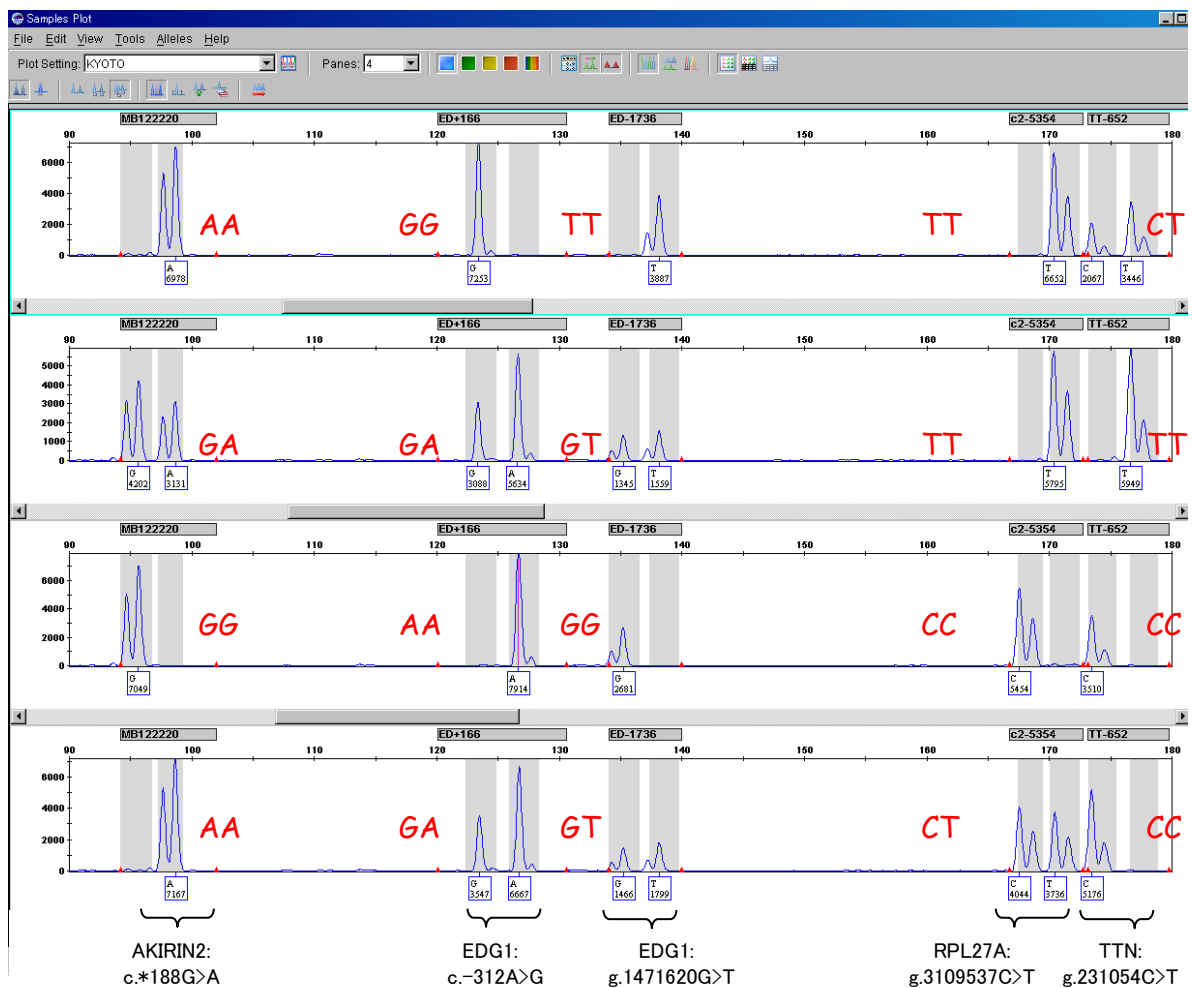 Samples Plot
File Edit View Tools Alleles Help
Plot Setting: KYOTO Panes: 4
MB122220 ED+166 ED-1736 c2-5354 TT-652
90 100 110 120 130 140 150 160 170 180
6000
4000
2000
0
AA GG TT TT CT
A G T T C T
6978 7253 3887 6652 2067 3446
MB122220 ED+166 ED-1736 c2-5354 TT-652
90 100 110 120 130 140 150 160 170 180
5000
4000
3000
2000
1000
0
GA GA GT TT TT
G A G A G T T T
4202 3131 3088 5634 1345 1559 5795 5949
MB122220 ED+166 ED-1736 c2-5354 TT-652
90 100 110 120 130 140 150 160 170 180
6000
4000
2000
0
GG AA GG CC CC
G A G C C
7049 7914 2681 5454 3510
MB122220 ED+166 ED-1736 c2-5354 TT-652
90 100 110 120 130 140 150 160 170 180
6000
4000
2000
0
AA GA GT CT CC
A G A G T C T C
7167 3547 6667 1466 1799 4044 3736 5176
AKIRIN2: EDG1: EDG1: RPL27A: TTN:
c.*188G>A c.-312A>G g.1471620G>T g.3109537C>T g.231054C>T